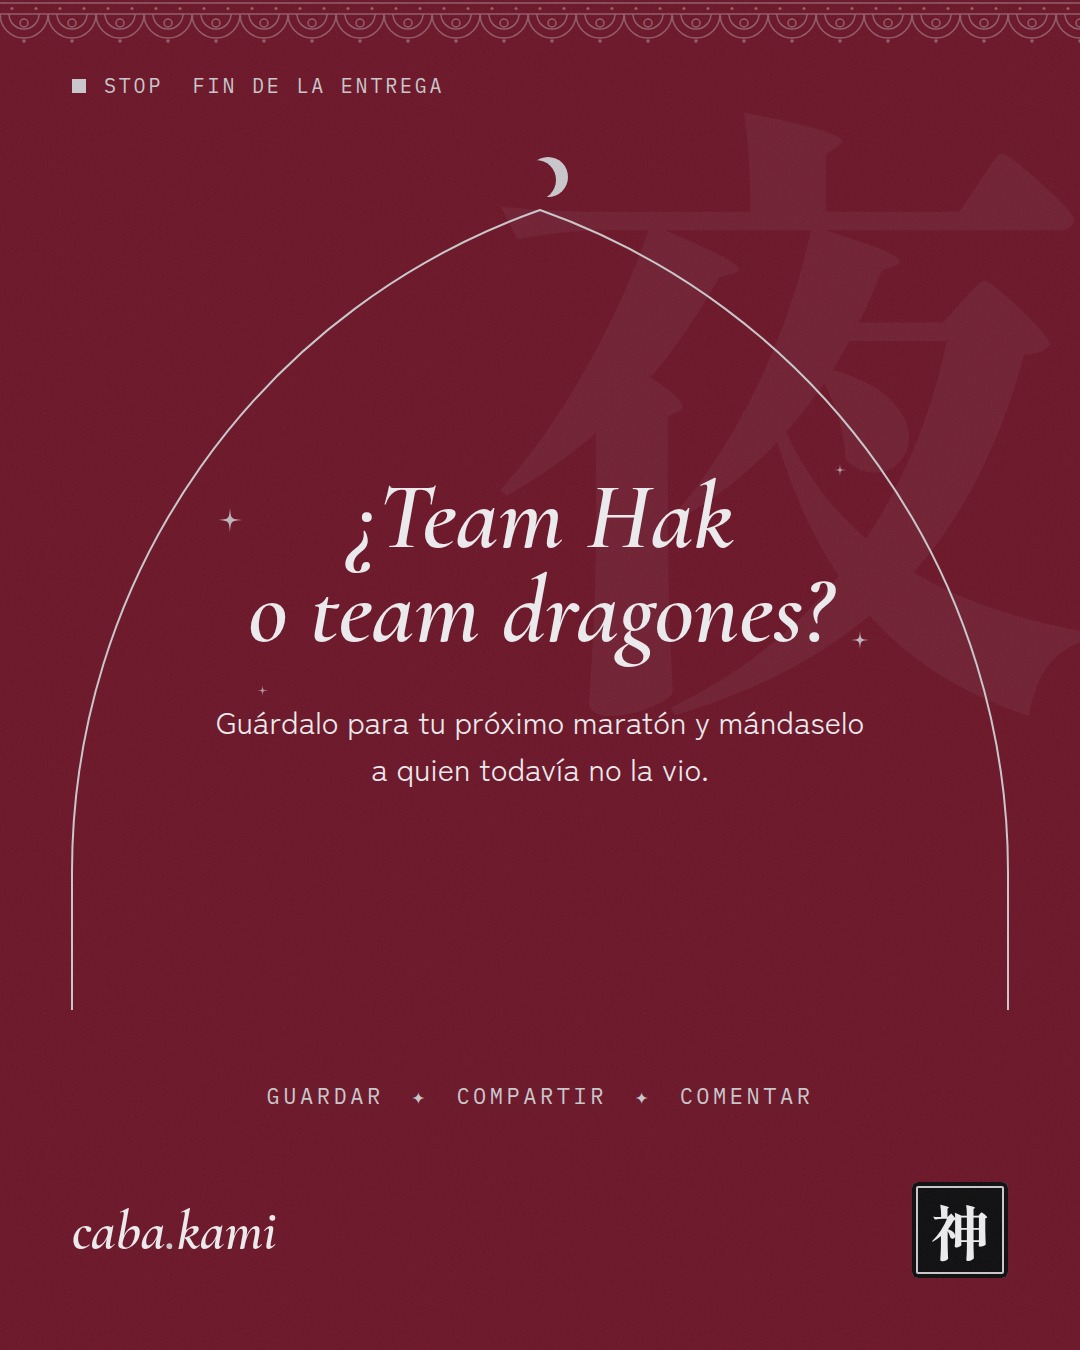 STOP FIN DE LA ENTREGA
夜
¿Team Hak
o team dragones?
Guárdalo para tu próximo maratón y mándaselo
a quien todavía no la vio.
GUARDAR ✦ COMPARTIR ✦ COMENTAR
caba.kami
神